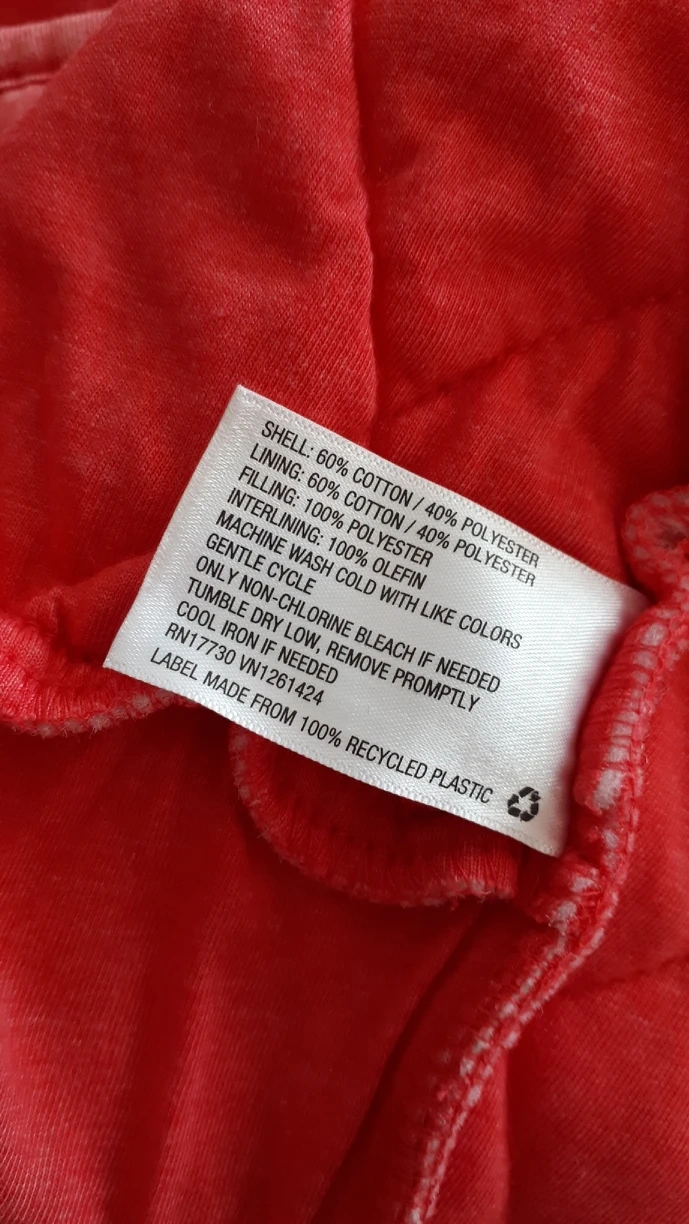 SHELL: 60% COTTON / 40% POLYESTER
LINING: 60% COTTON / 40% POLYESTER
FILLING: 100% POLYESTER
INTERLINING: 100% OLEFIN
MACHINE WASH COLD WITH LIKE COLORS
GENTLE CYCLE
ONLY NON-CHLORINE BLEACH IF NEEDED
TUMBLE DRY LOW, REMOVE PROMPTLY
COOL IRON IF NEEDED
RN17730 VN1261424
LABEL MADE FROM 100% RECYCLED PLASTIC